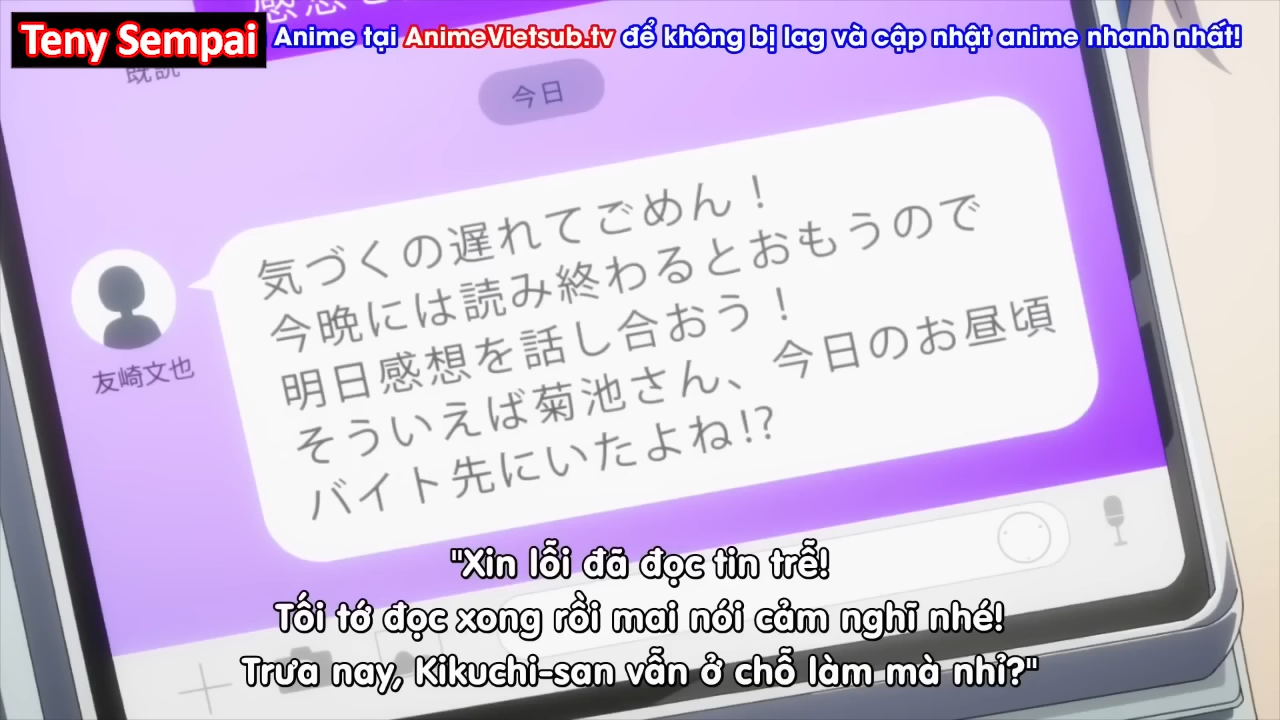 Teny Sempai Anime tại AnimeVietsub.tv để không bị lag và cập nhật anime nhanh nhất!
既読
今日
気づくの遅れてごめん！
今晩には読み終わるとおもうので
明日感想を話し合おう！
そういえば菊池さん、今日のお昼頃
バイト先にいたよね!?
友崎文也
"Xin lỗi đã đọc tin trễ!
Tối tớ đọc xong rồi mai nói cảm nghĩ nhé!
Trưa nay, Kikuchi-san vẫn ở chỗ làm mà nhỉ?"